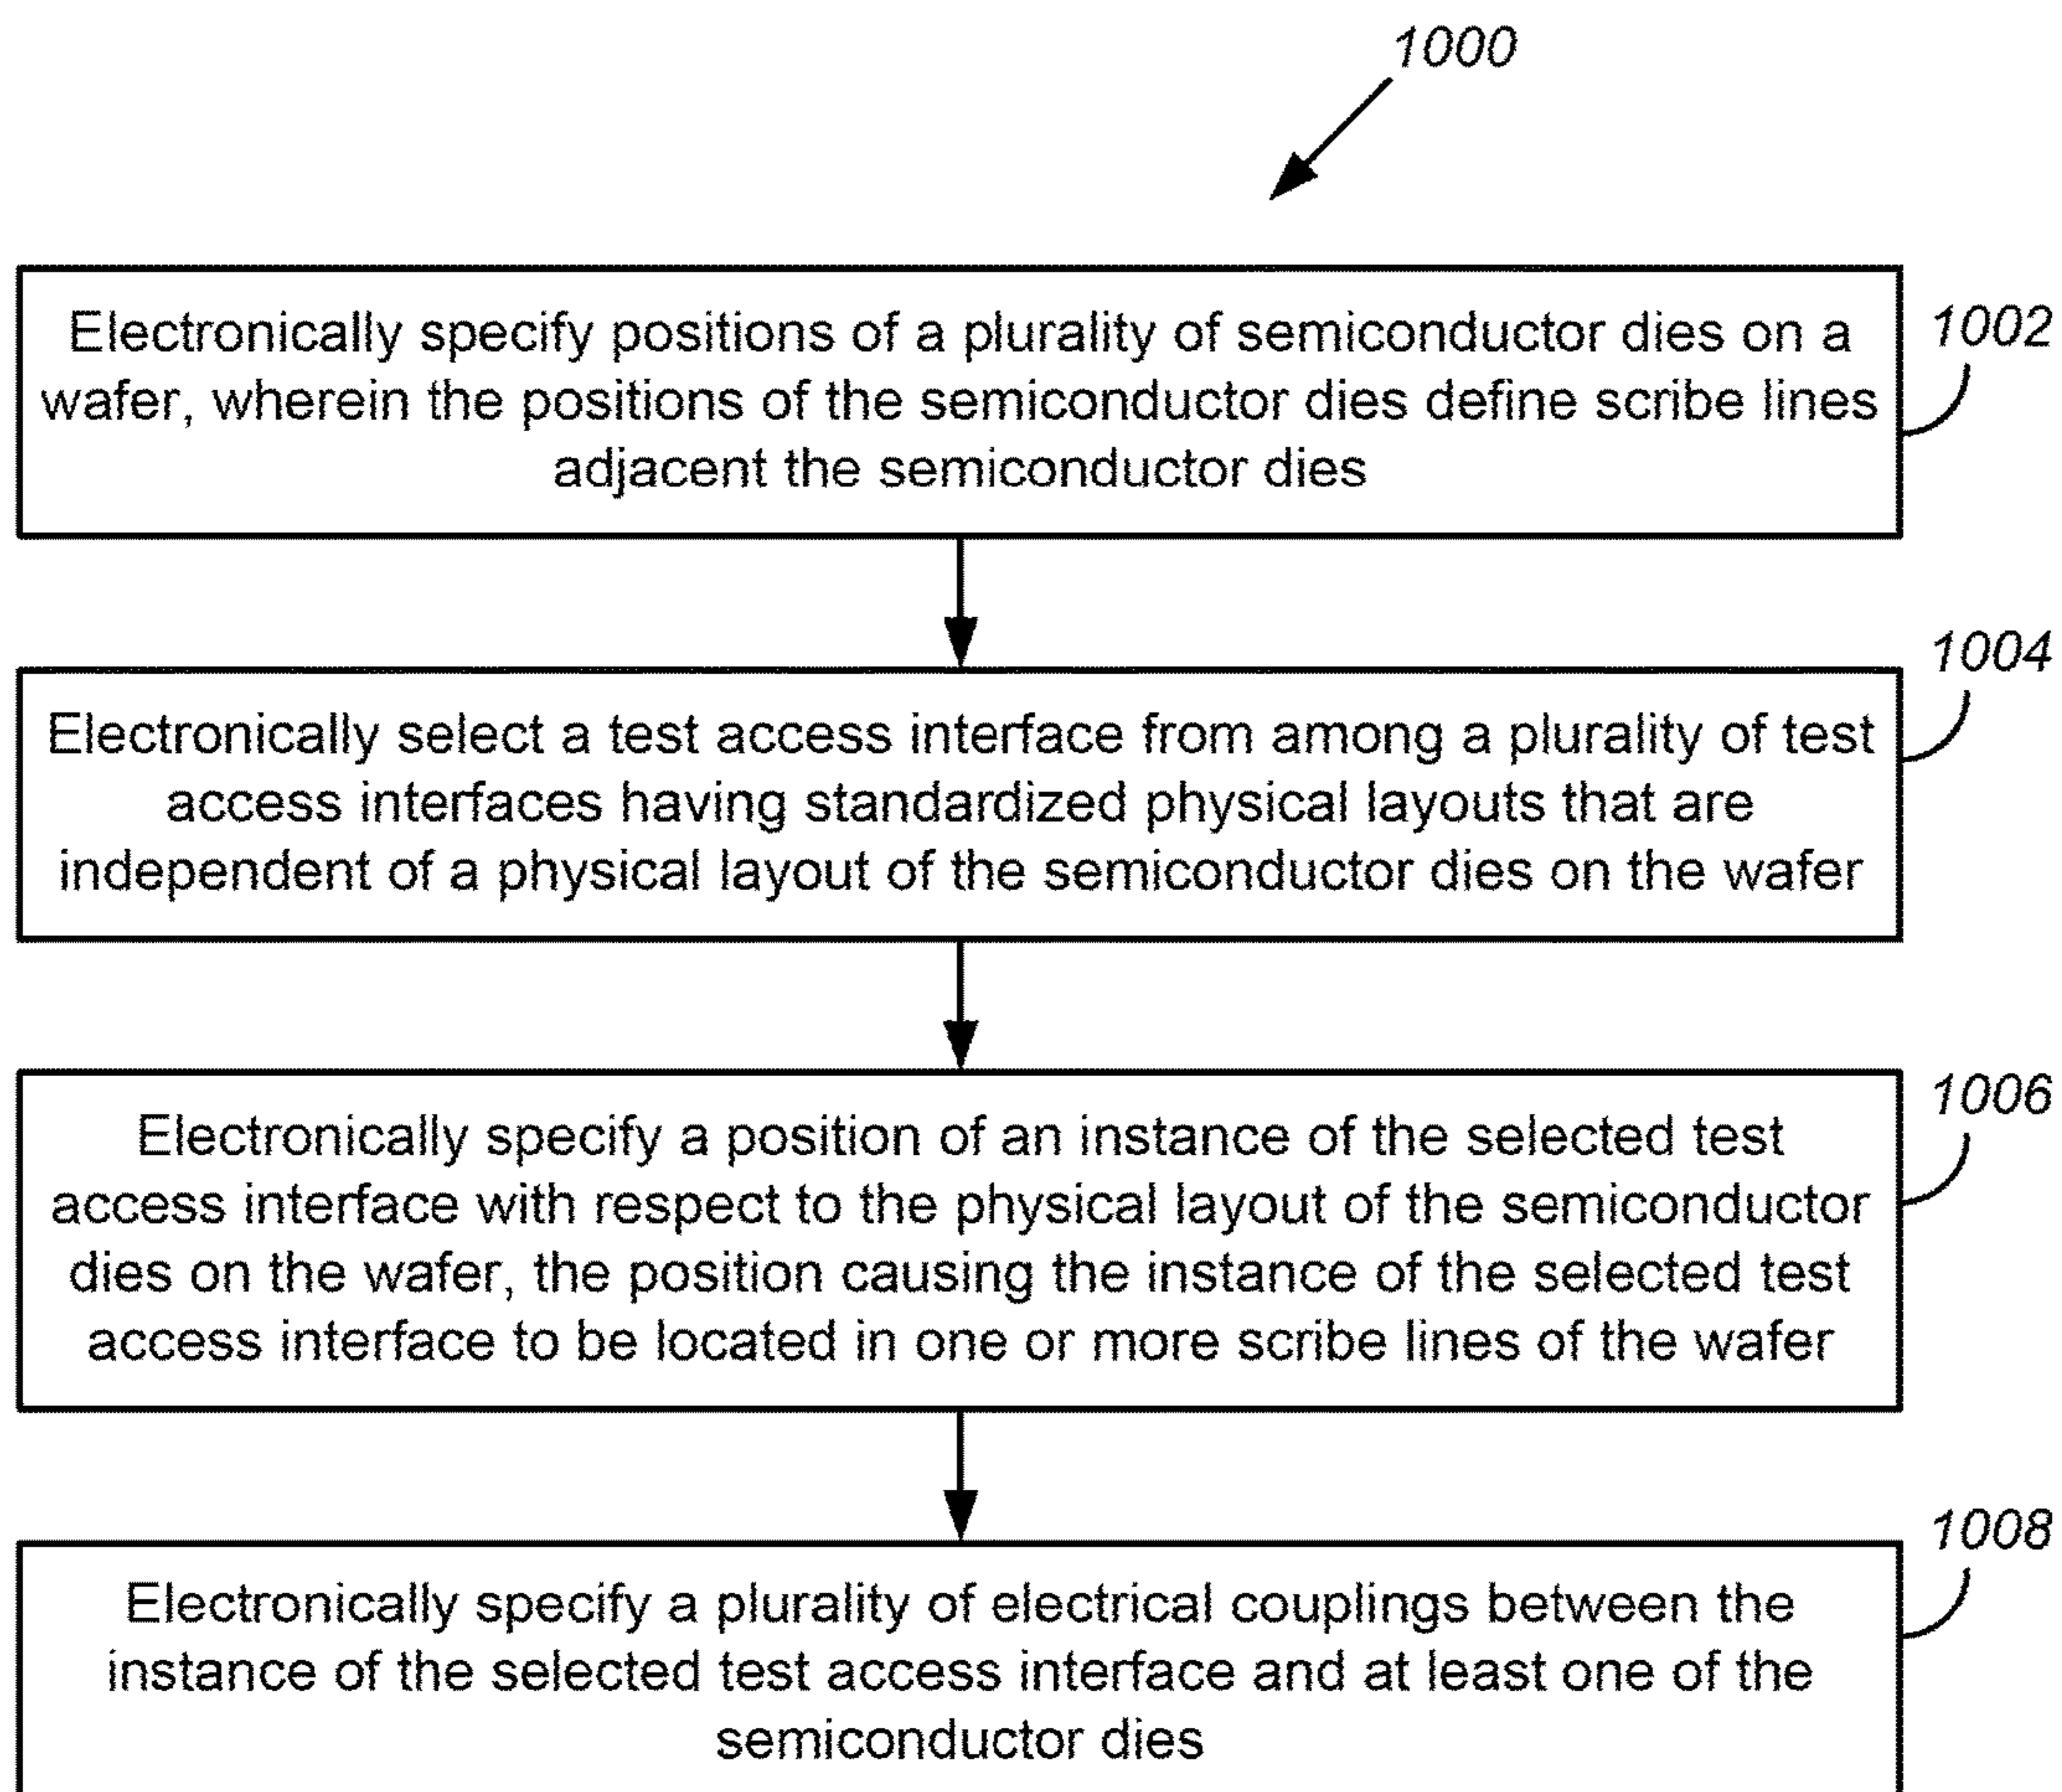 1000
Electronically specify positions of a plurality of semiconductor dies on a
wafer, wherein the positions of the semiconductor dies define scribe lines
adjacent the semiconductor dies
1002
Electronically select a test access interface from among a plurality of test
access interfaces having standardized physical layouts that are
independent of a physical layout of the semiconductor dies on the wafer
1004
Electronically specify a position of an instance of the selected test
access interface with respect to the physical layout of the semiconductor
dies on the wafer, the position causing the instance of the selected test
access interface to be located in one or more scribe lines of the wafer
1006
Electronically specify a plurality of electrical couplings between the
instance of the selected test access interface and at least one of the
semiconductor dies
1008